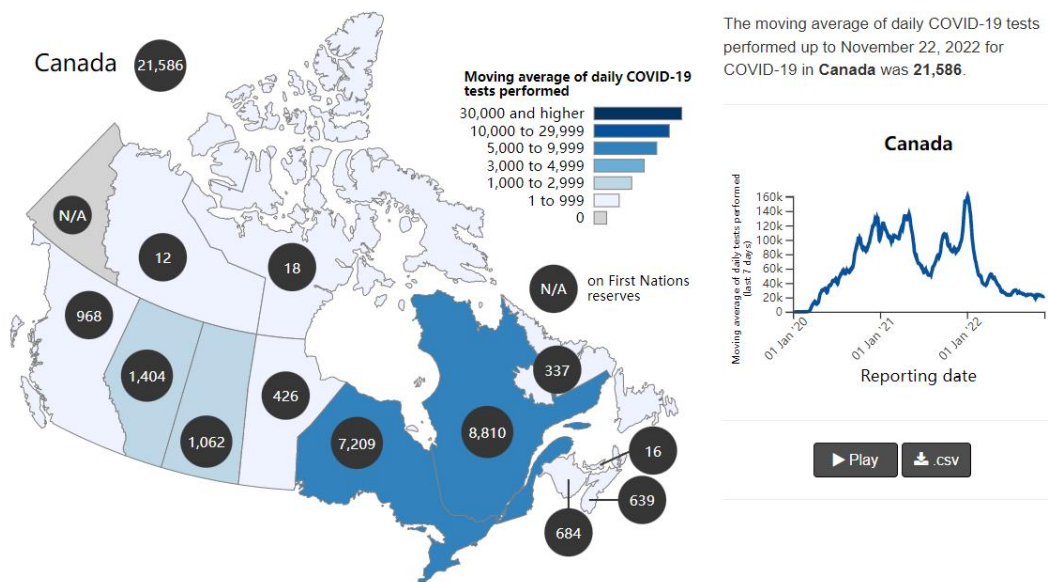 Canada
21,586
Moving average of daily COVID-19
tests performed
30,000 and higher
10,000 to 29,999
5,000 to 9,999
3,000 to 4,999
1,000 to 2,999
1 to 999
0
N/A
12
18
N/A
on First Nations
reserves
968
1,404
1,062
426
7,209
8,810
337
16
639
684
The moving average of daily COVID-19 tests
performed up to November 22, 2022 for
COVID-19 in Canada was 21,586.
Canada
Moving average of daily tests performed
(last 7 days)
160k
140k
120k
100k
80k
60k
40k
20k
0
01 Jan '20
01 Jan '21
01 Jan '22
Reporting date
Play
.csv